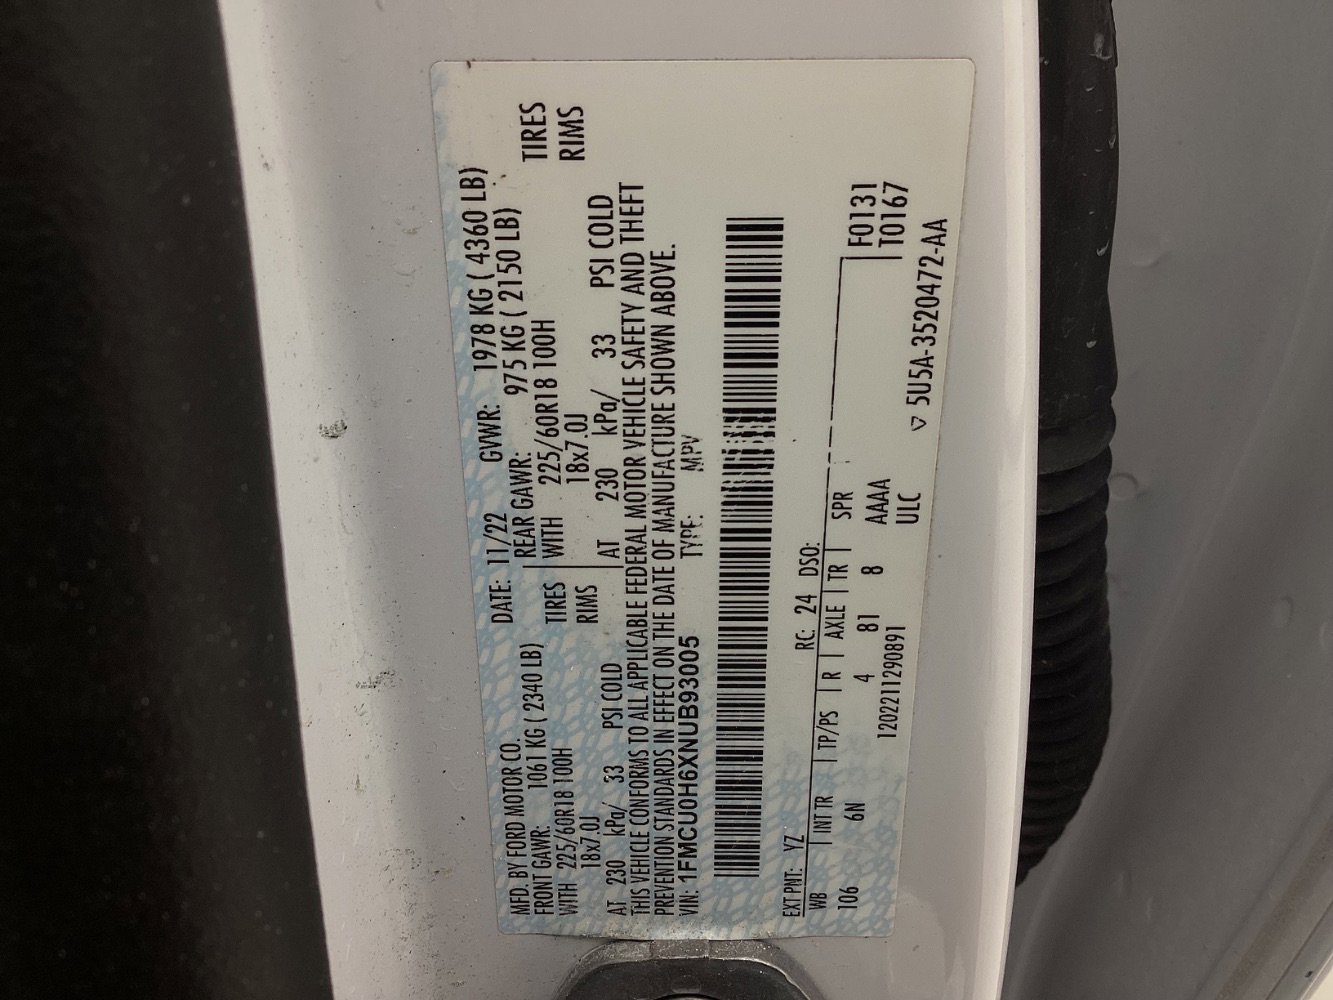 MFD. BY FORD MOTOR CO. DATE: 11/22 GVWR: 1978 KG ( 4360 LB)
FRONT GAWR: 1061 KG ( 2340 LB) REAR GAWR: 975 KG ( 2150 LB)
WITH 225/60R18 100H TIRES WITH 225/60R18 100H TIRES
18x7.0J RIMS 18x7.0J RIMS
AT 230 kPa/ 33 PSI COLD AT 230 kPa/ 33 PSI COLD
THIS VEHICLE CONFORMS TO ALL APPLICABLE FEDERAL MOTOR VEHICLE SAFETY AND THEFT
PREVENTION STANDARDS IN EFFECT ON THE DATE OF MANUFACTURE SHOWN ABOVE.
VIN: 1FMCU0H6XNUB93005 TYPE: MPV
EXT PNT: YZ RC: 24 DSO:
WB INT TR TP/PS R AXLE TR SPR F0131
106 6N 4 81 8 AAAA T0167
1202211290891 ULC
▽ 5U5A-3520472-AA